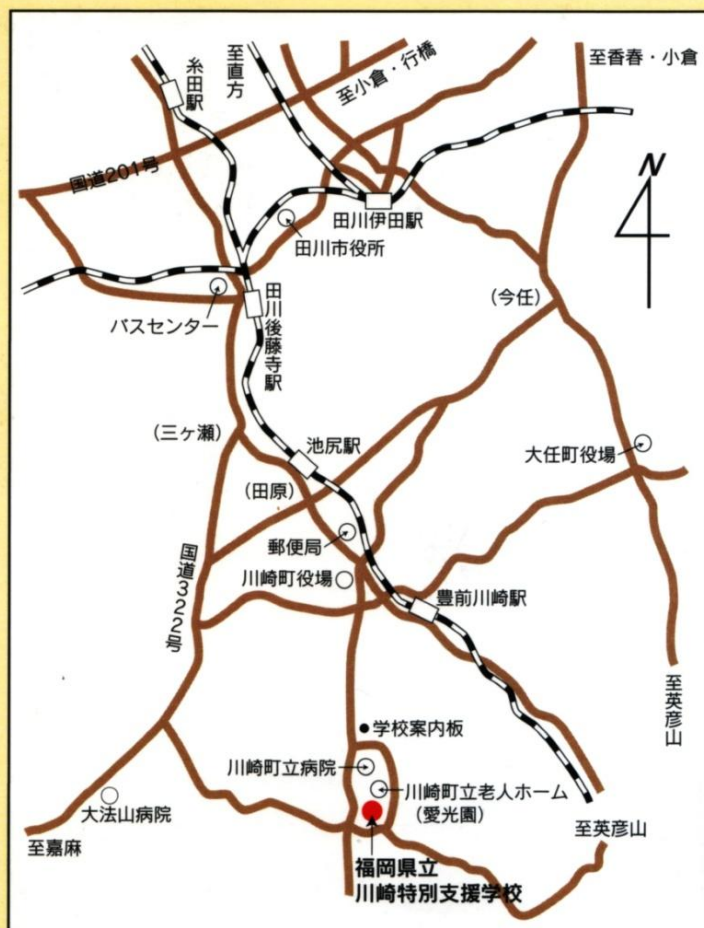 糸田駅
至直方
至小倉・行橋
至香春・小倉
国道201号
N
田川伊田駅
田川市役所
(今任)
バスセンター
田川後藤寺駅
(三ヶ瀬)
池尻駅
大任町役場
(田原)
郵便局
国道322号
川崎町役場
豊前川崎駅
至英彦山
学校案内板
川崎町立病院
川崎町立老人ホーム
(愛光園)
大法山病院
至嘉麻
至英彦山
福岡県立
川崎特別支援学校